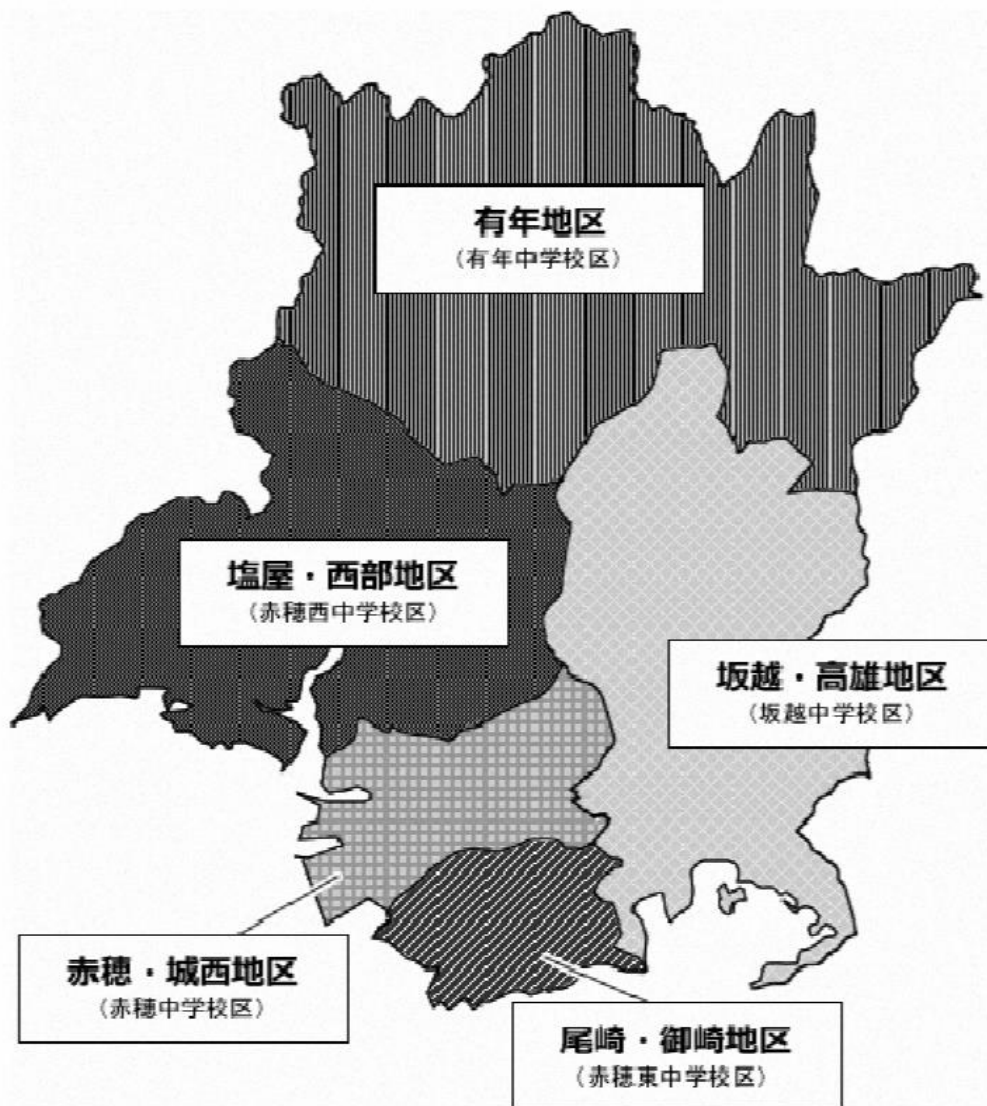 有年地区
（有年中学校区）
塩屋・西部地区
（赤穂西中学校区）
坂越・高雄地区
（坂越中学校区）
赤穂・城西地区
（赤穂中学校区）
尾崎・御崎地区
（赤穂東中学校区）